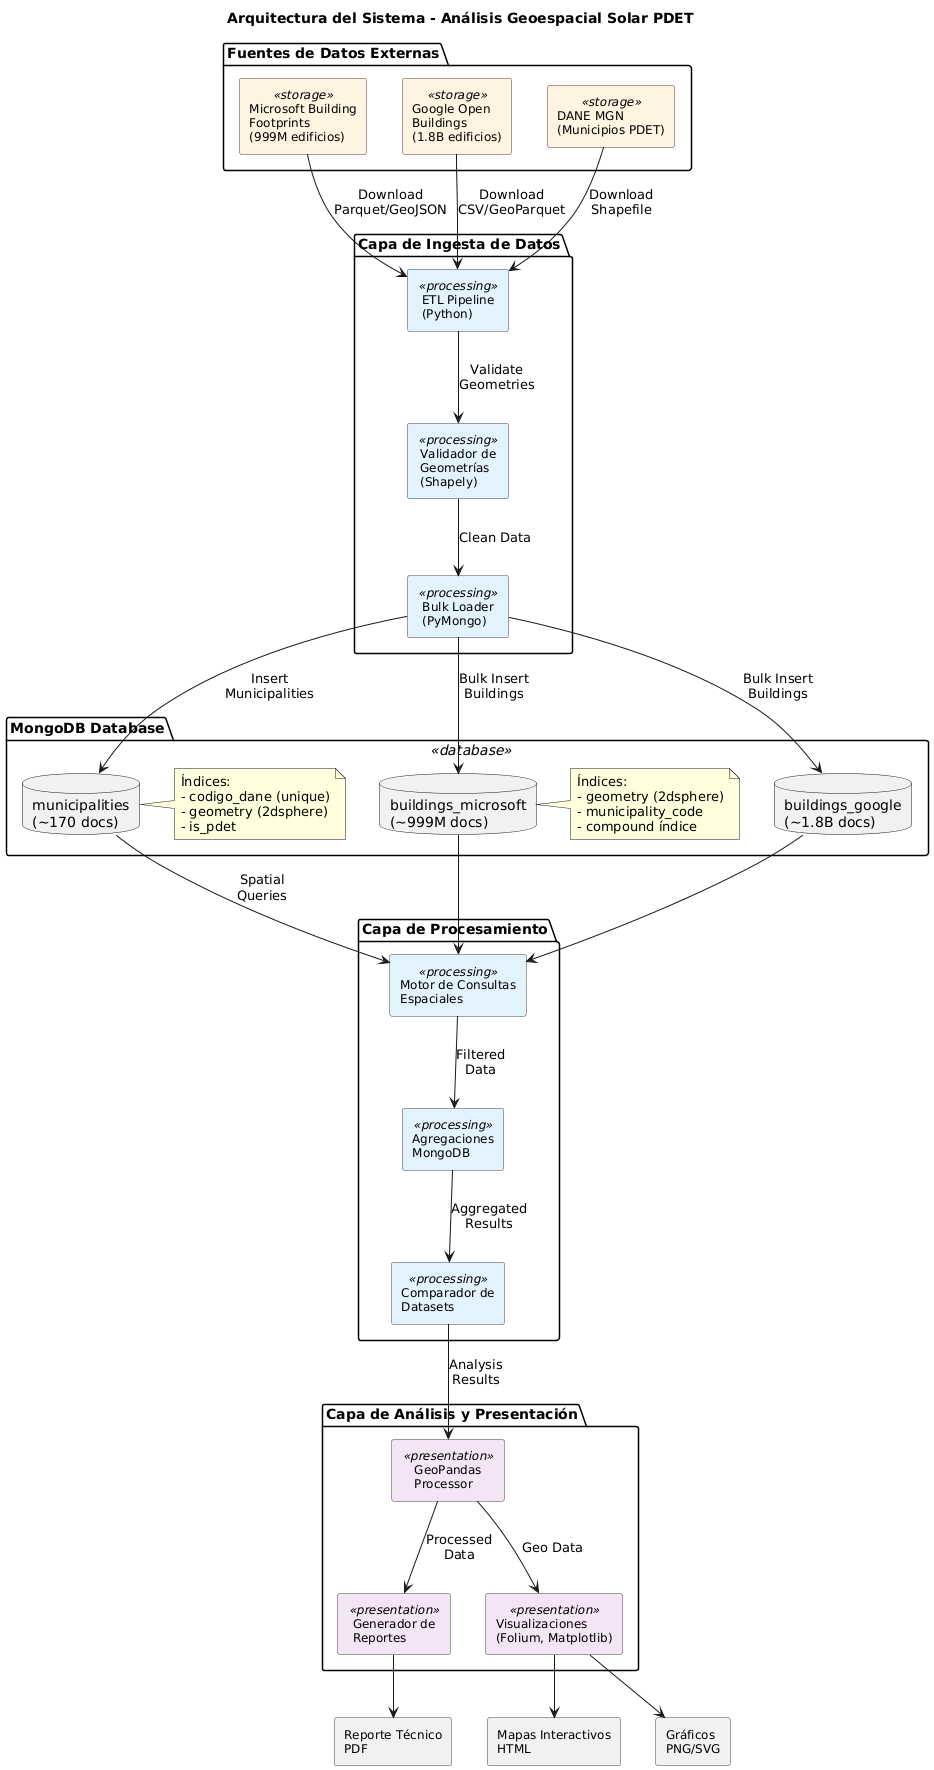 Arquitectura del Sistema - Análisis Geoespacial Solar PDET
Fuentes de Datos Externas
«storage»
Microsoft Building
Footprints
(999M edificios)
«storage»
Google Open
Buildings
(1.8B edificios)
«storage»
DANE MGN
(Municipios PDET)
Download
Parquet/GeoJSON
Download
CSV/GeoParquet
Download
Shapefile
Capa de Ingesta de Datos
«processing»
ETL Pipeline
(Python)
Validate
Geometries
«processing»
Validador de
Geometrías
(Shapely)
Clean Data
«processing»
Bulk Loader
(PyMongo)
Insert
Municipalities
Bulk Insert
Buildings
Bulk Insert
Buildings
MongoDB Database
«database»
municipalities
(~170 docs)
Índices:
- codigo_dane (unique)
- geometry (2dsphere)
- is_pdet
buildings_microsoft
(~999M docs)
Índices:
- geometry (2dsphere)
- municipality_code
- compound índice
buildings_google
(~1.8B docs)
Spatial
Queries
Capa de Procesamiento
«processing»
Motor de Consultas
Espaciales
Filtered
Data
«processing»
Agregaciones
MongoDB
Aggregated
Results
«processing»
Comparador de
Datasets
Analysis
Results
Capa de Análisis y Presentación
«presentation»
GeoPandas
Processor
Processed
Data
Geo Data
«presentation»
Generador de
Reportes
«presentation»
Visualizaciones
(Folium, Matplotlib)
Reporte Técnico
PDF
Mapas Interactivos
HTML
Gráficos
PNG/SVG